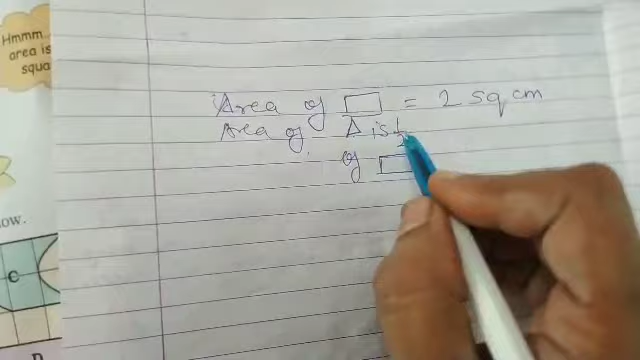 Hmmm
area is
squa
Area of ▭ = 2 sq cm
Area of Δ is 1/2
of ▭
ow.
C
D